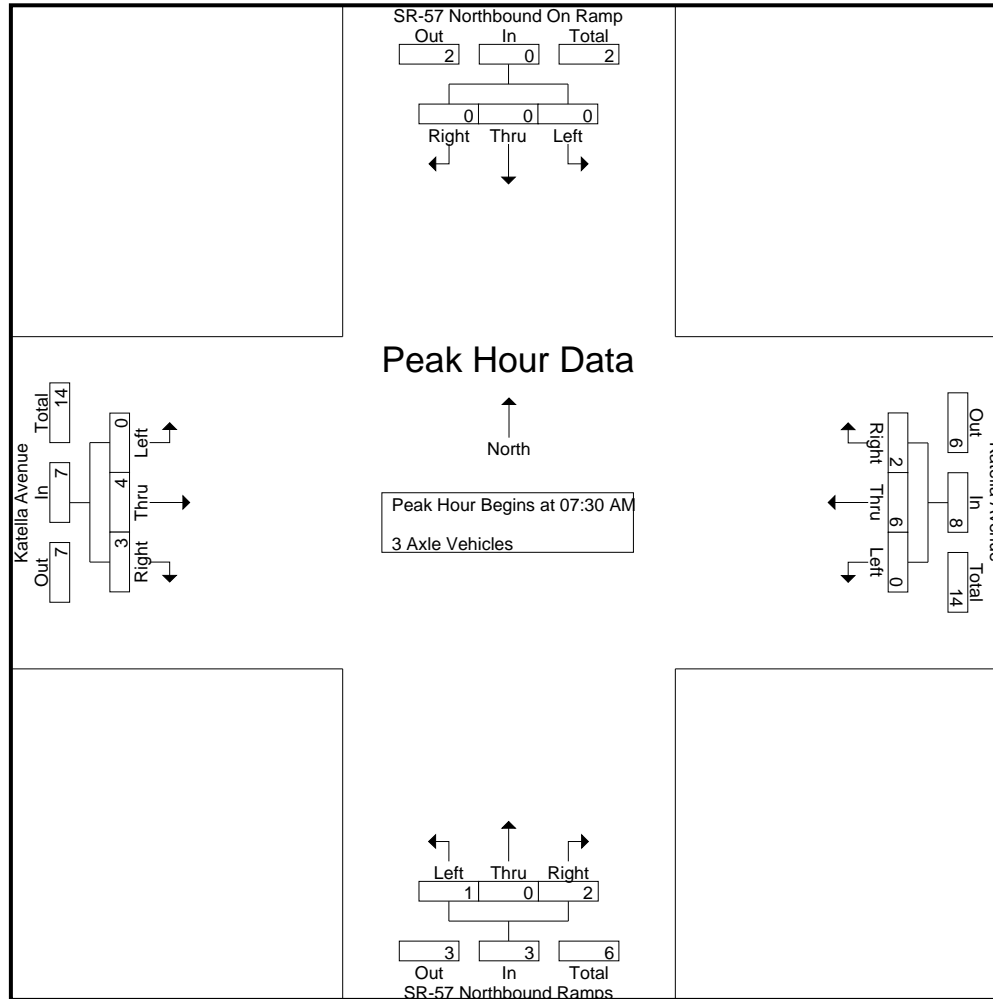 SR-57 Northbound On Ramp
Out In Total
2 0 2
0 0 0
Right Thru Left
Peak Hour Data
North
Peak Hour Begins at 07:30 AM
3 Axle Vehicles
Katella Avenue
Out In Total
7 7 14
Left Thru Right
0 4 3
Right Thru Left
2 6 0
Out In Total
6 8 14
Left Thru Right
1 0 2
3 3 6
Out In Total
SR-57 Northbound Ramps